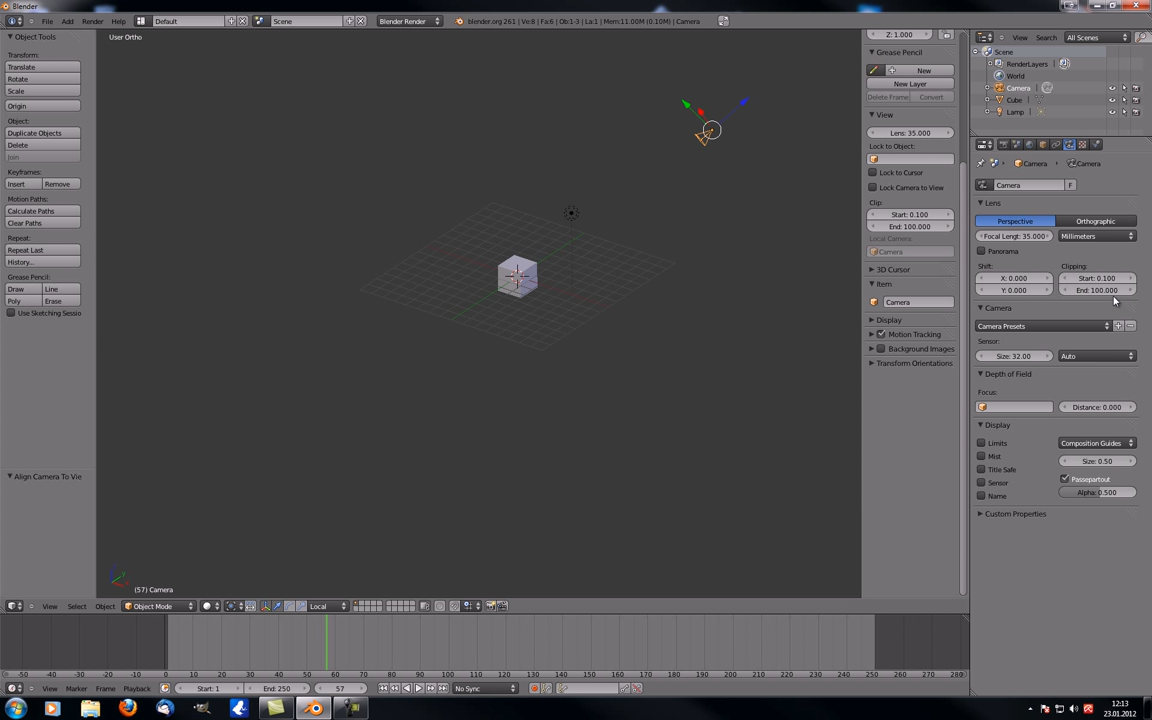 Blender
File
Add
Render
Help
Default
Scene
Blender Render
blender.org 261 | Ve:8 | Fa:6 | Ob:1-3 | La:1 | Mem:11.00M (0.10M) | Camera
Object Tools
Transform:
Translate
Rotate
Scale
Origin
Object:
Duplicate Objects
Delete
Join
Keyframes:
Insert
Remove
Motion Paths:
Calculate Paths
Clear Paths
Repeat:
Repeat Last
History...
Grease Pencil:
Draw
Line
Poly
Erase
Use Sketching Sessio
Align Camera To Vie
User Ortho
(57) Camera
Z: 1.000
Grease Pencil
New
New Layer
Delete Frame
Convert
View
Lens: 35.000
Lock to Object:
Lock to Cursor
Lock Camera to View
Clip:
Start: 0.100
End: 100.000
Local Camera:
Camera
3D Cursor
Item
Camera
Display
Motion Tracking
Background Images
Transform Orientations
View
Search
All Scenes
Scene
RenderLayers
World
Camera
Cube
Lamp
Camera
Camera
Camera
F
Lens
Perspective
Orthographic
Focal Lengt: 35.000
Millimeters
Panorama
Shift:
Clipping:
X: 0.000
Start: 0.100
Y: 0.000
End: 100.000
Camera
Camera Presets
Sensor:
Size: 32.00
Auto
Depth of Field
Focus:
Distance: 0.000
Display
Limits
Composition Guides
Mist
Size: 0.50
Title Safe
Sensor
Passepartout
Name
Alpha: 0.500
Custom Properties
View
Select
Object
Object Mode
Local
-50 -40 -30 -20 -10 0 10 20 30 40 50 60 70 80 90 100 110 120 130 140 150 160 170 180 190 200 210 220 230 240 250 260 270 280
View
Marker
Frame
Playback
Start: 1
End: 250
57
No Sync
12:13
23.01.2012